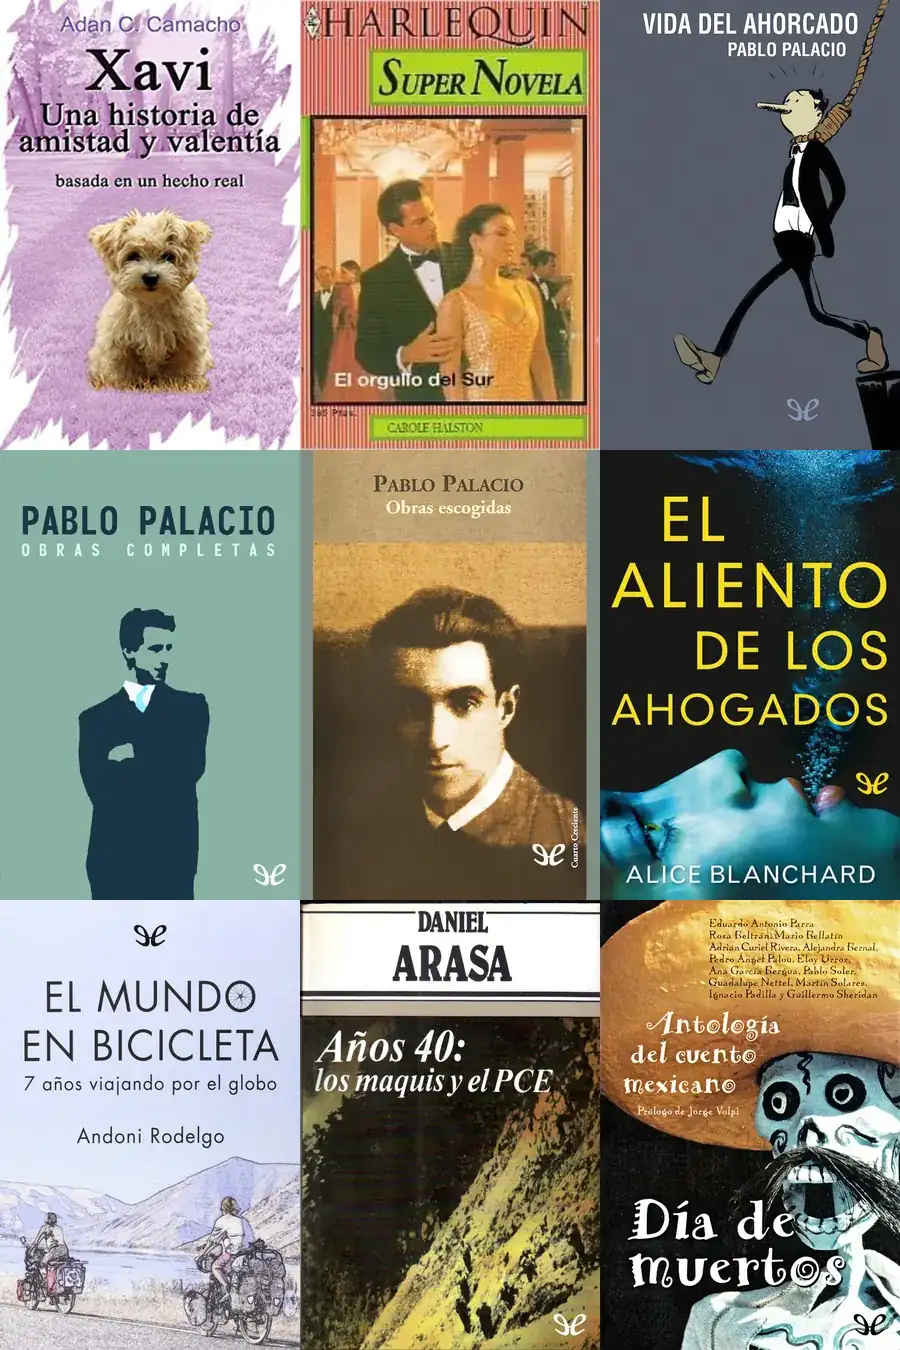 Adan C. Camacho
Xavi
Una historia de
amistad y valentía
basada en un hecho real
HARLEQUIN
SUPER NOVELA
El orgullo del Sur
395 Ptas.
CAROLE HALSTON
VIDA DEL AHORCADO
PABLO PALACIO
PABLO PALACIO
OBRAS COMPLETAS
PABLO PALACIO
Obras escogidas
Cuarto Creciente
EL
ALIENTO
DE LOS
AHOGADOS
ALICE BLANCHARD
EL MUNDO
EN BICICLETA
7 años viajando por el globo
Andoni Rodelgo
DANIEL
ARASA
Años 40:
los maquis y el PCE
Eduardo Antonio Parra
Rosa Beltrán, Mario Bellatin
Adrián Curiel Rivera, Alejandra Bernal,
Pedro Ángel Palou, Eloy Urroz,
Ana García Bergua, Pablo Soler,
Guadalupe Nettel, Martín Solares,
Ignacio Padilla y Guillermo Sheridan
Antología
del cuento
mexicano
Prólogo de Jorge Volpi
Día de
muertos